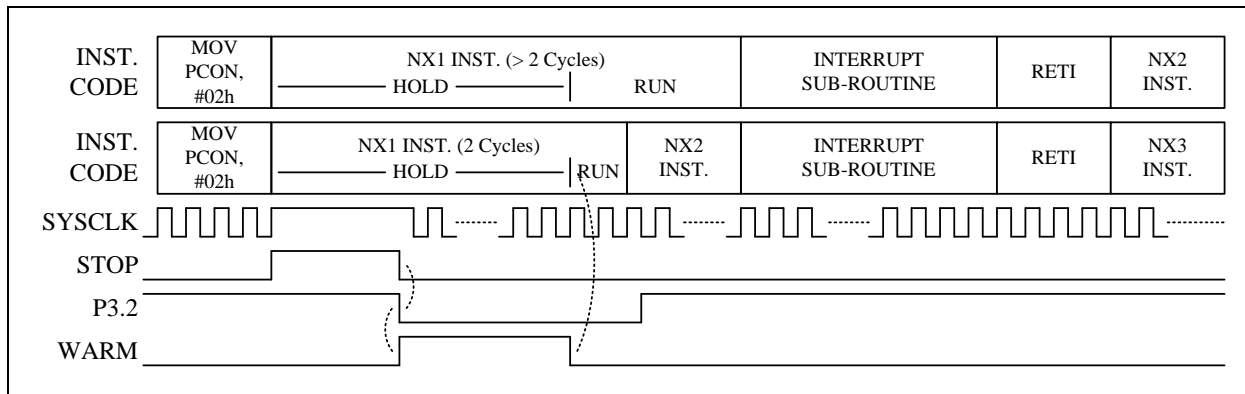 INST. CODE
MOV PCON, #02h
NX1 INST. (> 2 Cycles)
HOLD
RUN
INTERRUPT SUB-ROUTINE
RETI
NX2 INST.
INST. CODE
MOV PCON, #02h
NX1 INST. (2 Cycles)
HOLD
RUN
NX2 INST.
INTERRUPT SUB-ROUTINE
RETI
NX3 INST.
SYSCLK
STOP
P3.2
WARM